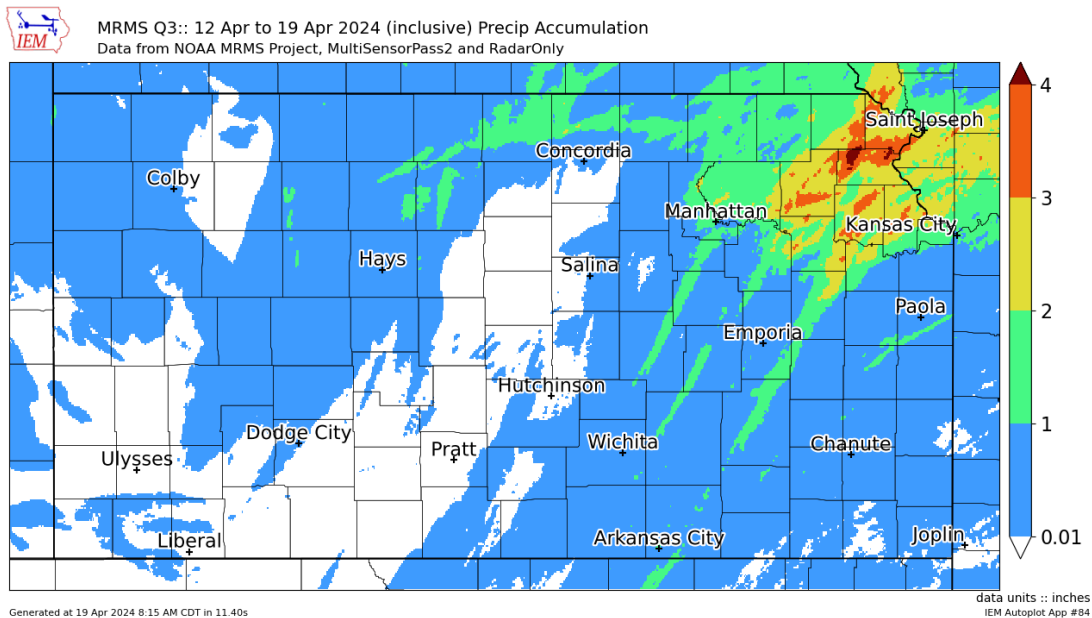 IEM
MRMS Q3:: 12 Apr to 19 Apr 2024 (inclusive) Precip Accumulation
Data from NOAA MRMS Project, MultiSensorPass2 and RadarOnly
4
Saint Joseph
Concordia
Colby
3
Manhattan
Kansas City
Hays
Salina
2
Paola
Emporia
Hutchinson
1
Dodge City
Wichita
Chanute
Pratt
Ulysses
Liberal
Arkansas City
Joplin
0.01
data units :: inches
Generated at 19 Apr 2024 8:15 AM CDT in 11.40s
IEM Autoplot App #84